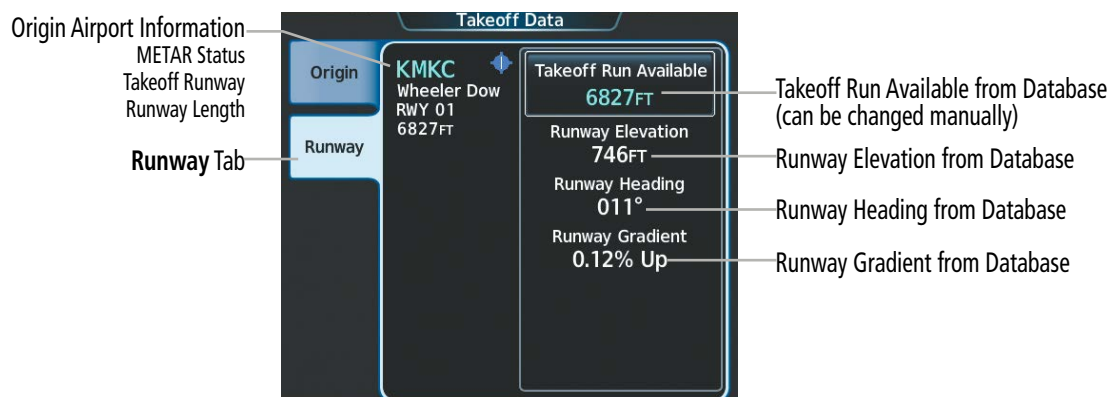 Takeoff Data
Origin Airport Information
METAR Status
Takeoff Runway
Runway Length
Runway Tab
Origin
Runway
KMKC
Wheeler Dow
RWY 01
6827FT
Takeoff Run Available
6827FT
Runway Elevation
746FT
Runway Heading
011°
Runway Gradient
0.12% Up
Takeoff Run Available from Database
(can be changed manually)
Runway Elevation from Database
Runway Heading from Database
Runway Gradient from Database